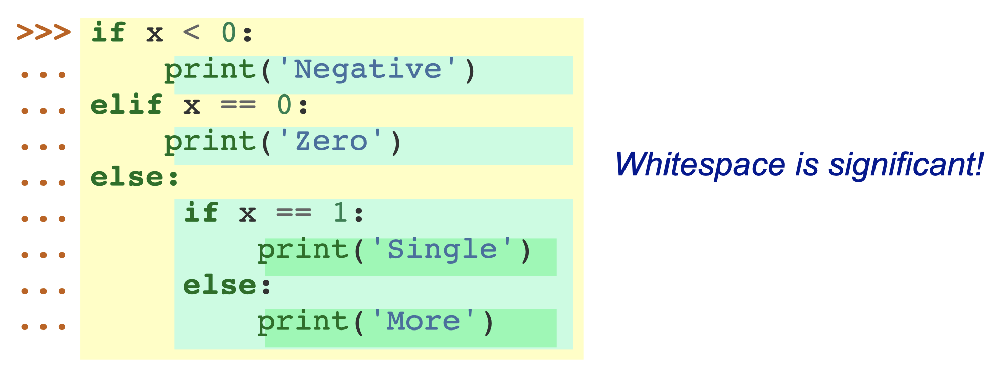 >>> if x < 0:
...     print('Negative')
... elif x == 0:
...     print('Zero')
... else:
...      if x == 1:
...          print('Single')
...      else:
...          print('More')
Whitespace is significant!